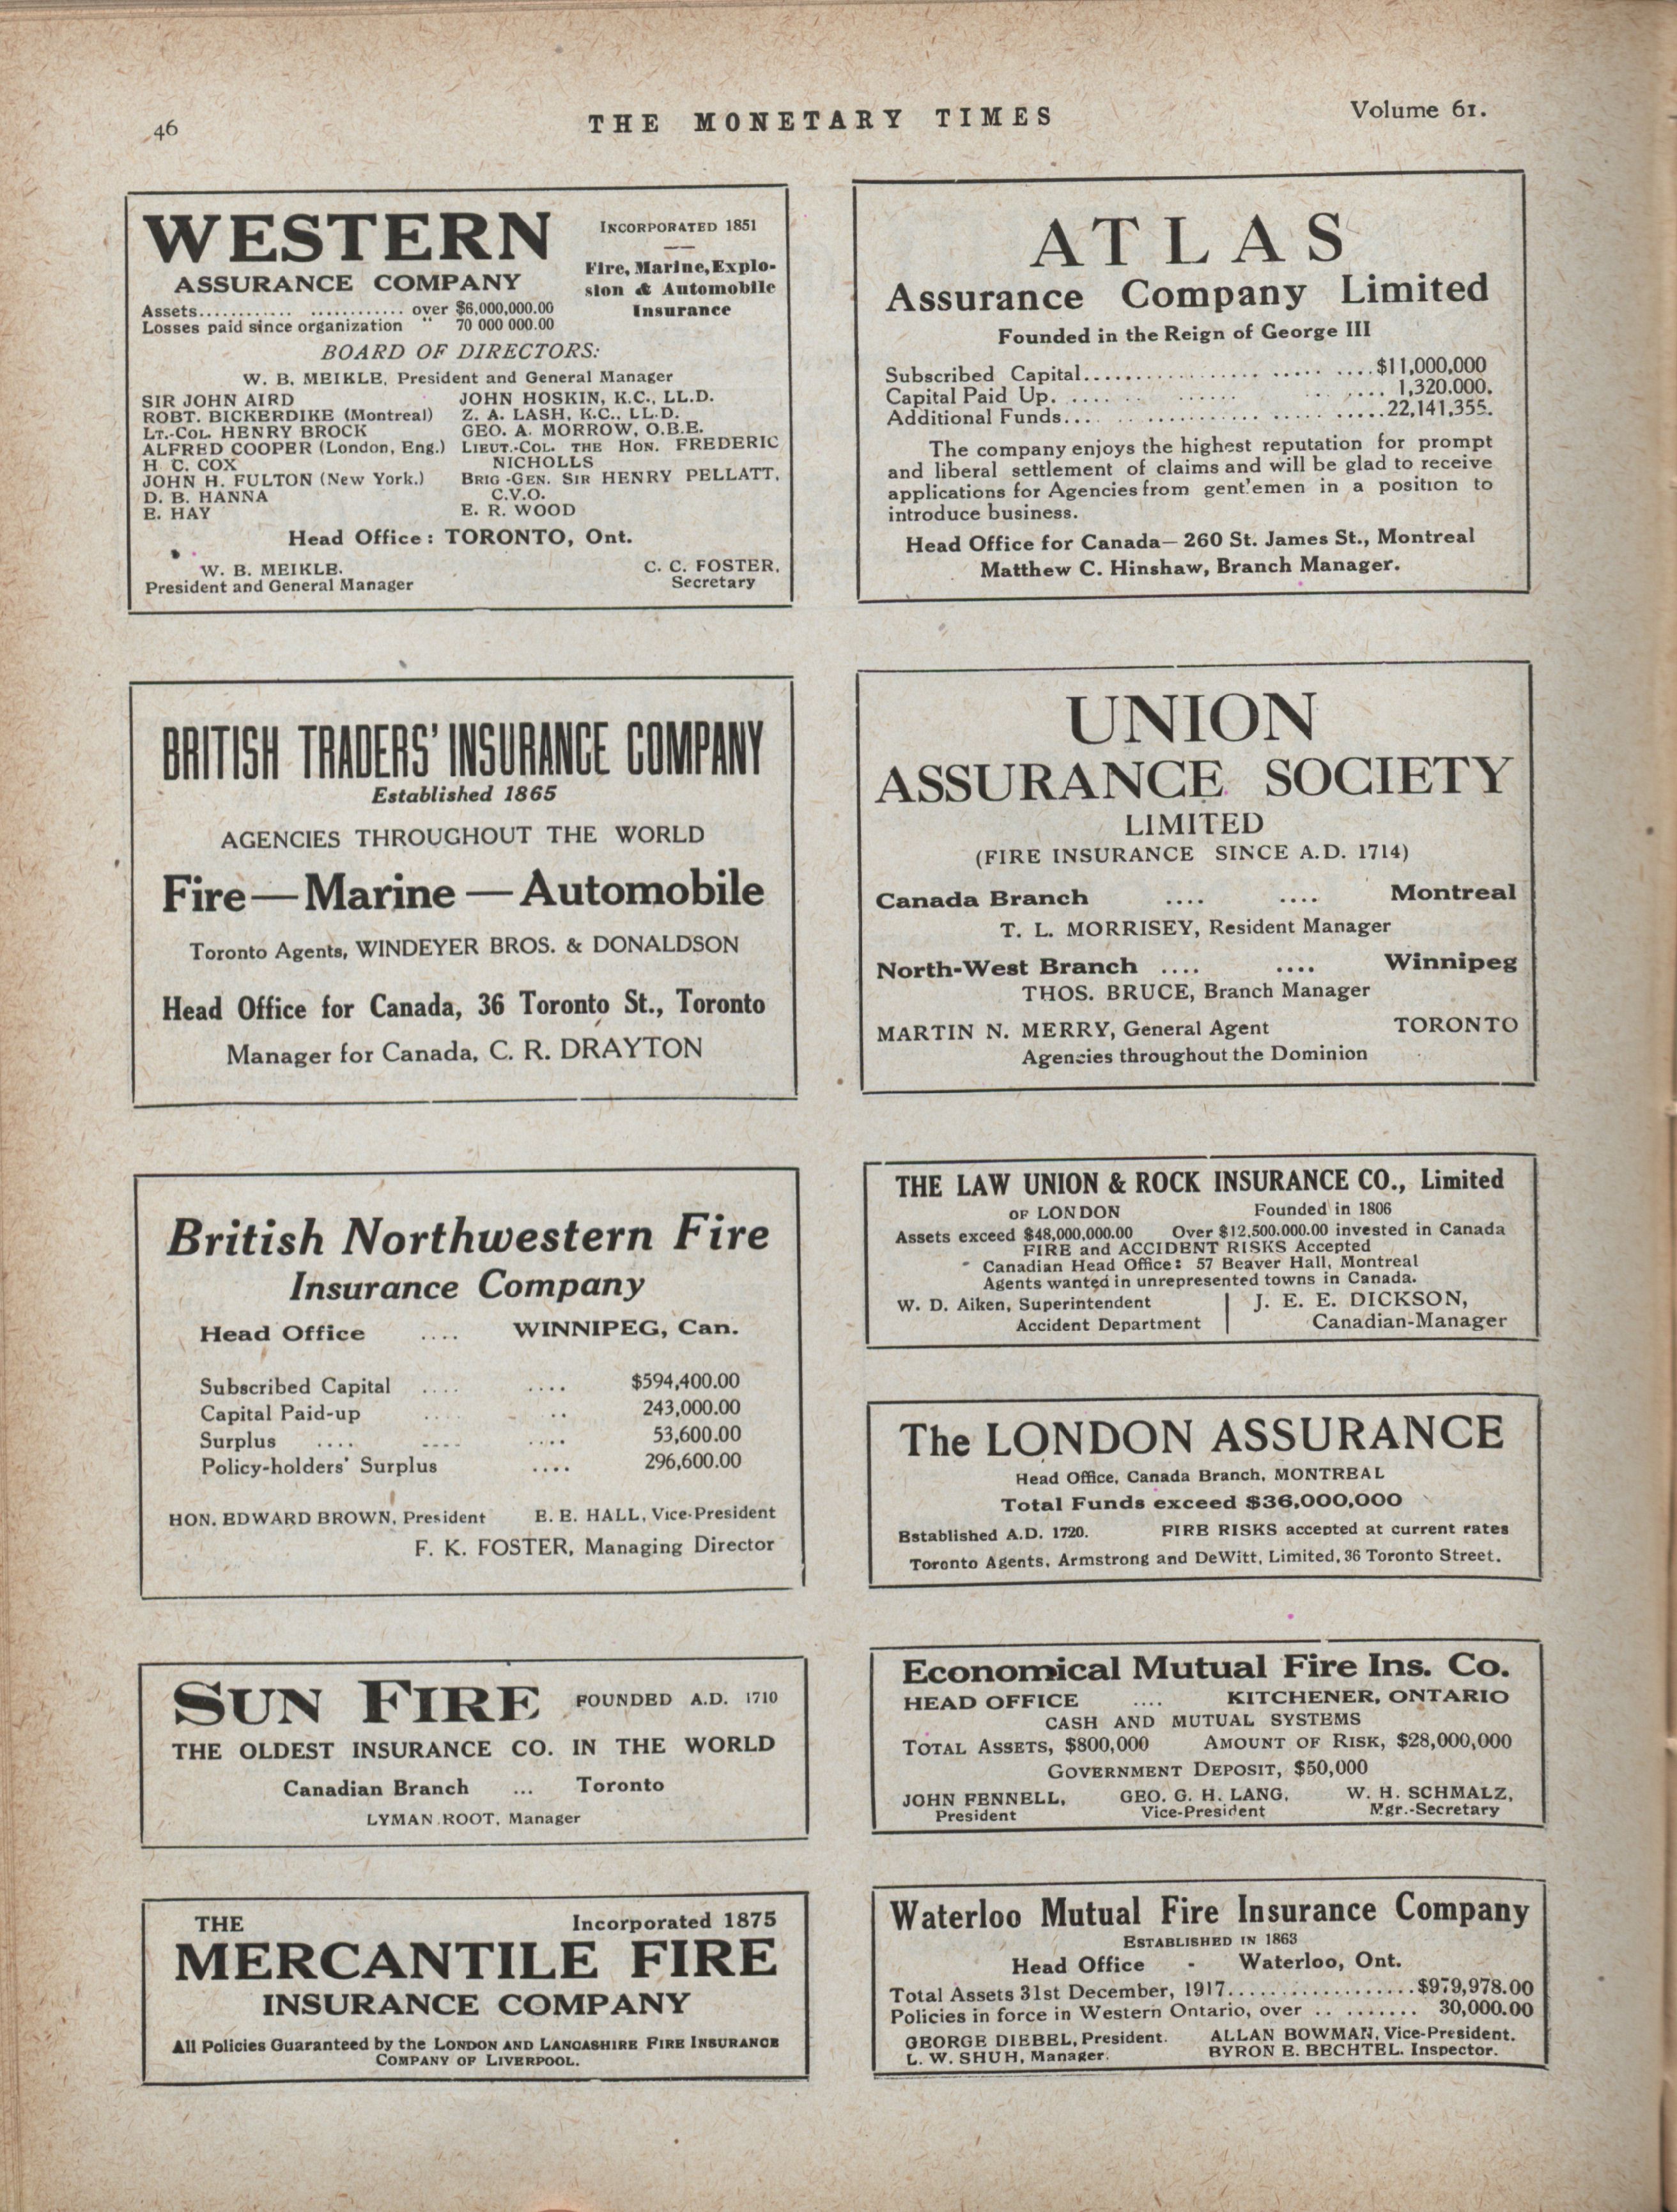 46
THE MONETARY TIMES
Volume 61.
WESTERN
ASSURANCE COMPANY
INCORPORATED 1851
Fire, Marine, Explo-
sion & Automobile
Insurance
Assets............ ............ over $6,000,000.00
Losses paid since organization " 70 000 000.00
BOARD OF DIRECTORS:
W. B. MEIKLE, President and General Manager
SIR JOHN AIRD
ROBT. BICKERDIKE (Montreal)
LT.-COL. HENRY BROCK
ALFRED COOPER (London, Eng.)
H C. COX
JOHN H. FULTON (New York.)
D. B. HANNA
E. HAY
JOHN HOSKIN, K.C., LL.D.
Z. A. LASH, K.C., LL.D.
GEO. A. MORROW, O.B.E.
LIEUT.-COL. THE HON. FREDERIC
NICHOLLS
BRIG -GEN. SIR HENRY PELLATT,
C.V.O.
E. R. WOOD
Head Office: TORONTO, Ont.
W. B. MEIKLE.
President and General Manager
C. C. FOSTER.
Secretary
BRITISH TRADERS' INSURANCE COMPANY
Established 1865
AGENCIES THROUGHOUT THE WORLD
Fire—Marine—Automobile
Toronto Agents, WINDEYER BROS. & DONALDSON
Head Office for Canada, 36 Toronto St., Toronto
Manager for Canada, C. R. DRAYTON
British Northwestern Fire
Insurance Company
Head Office .... WINNIPEG, Can.
Subscribed Capital .... .... $594,400.00
Capital Paid-up .... .. 243,000.00
Surplus .... .... .... 53,600.00
Policy-holders' Surplus .... 296,600.00
HON. EDWARD BROWN, President E. E. HALL, Vice-President
F. K. FOSTER, Managing Director
SUN FIRE FOUNDED A.D. 1710
THE OLDEST INSURANCE CO. IN THE WORLD
Canadian Branch ... Toronto
LYMAN ROOT, Manager
THE Incorporated 1875
MERCANTILE FIRE
INSURANCE COMPANY
All Policies Guaranteed by the LONDON AND LANCASHIRE FIRE INSURANCE
COMPANY OF LIVERPOOL.
ATLAS
Assurance Company Limited
Founded in the Reign of George III
Subscribed Capital.................. ..... ....$11,000,000
Capital Paid Up. .... .. ...... .. .... 1,320.000.
Additional Funds.... ............. ..... .....22,141,355.
The company enjoys the highest reputation for prompt
and liberal settlement of claims and will be glad to receive
applications for Agencies from gent'emen in a position to
introduce business.
Head Office for Canada— 260 St. James St., Montreal
Matthew C. Hinshaw, Branch Manager.
UNION
ASSURANCE SOCIETY
LIMITED
(FIRE INSURANCE SINCE A.D. 1714)
Canada Branch .... .... Montreal
T. L. MORRISEY, Resident Manager
North-West Branch .... .... Winnipeg
THOS. BRUCE, Branch Manager
MARTIN N. MERRY, General Agent TORONTO
Agencies throughout the Dominion
THE LAW UNION & ROCK INSURANCE CO., Limited
OF LONDON Founded in 1806
Assets exceed $48,000,000.00 Over $12,500,000.00 invested in Canada
FIRE and ACCIDENT RISKS Accepted
Canadian Head Office: 57 Beaver Hall, Montreal
Agents wanted in unrepresented towns in Canada.
W. D. Aiken, Superintendent
Accident Department
J. E. E. DICKSON,
Canadian-Manager
The LONDON ASSURANCE
Head Office, Canada Branch, MONTREAL
Total Funds exceed $36,000,000
Established A.D. 1720. FIRE RISKS accepted at current rates
Toronto Agents, Armstrong and DeWitt, Limited, 36 Toronto Street.
Economical Mutual Fire Ins. Co.
HEAD OFFICE .... KITCHENER, ONTARIO
CASH AND MUTUAL SYSTEMS
TOTAL ASSETS, $800,000 AMOUNT OF RISK, $28,000,000
GOVERNMENT DEPOSIT, $50,000
JOHN FENNELL, GEO. G. H. LANG, W. H. SCHMALZ,
President Vice-President Mgr.-Secretary
Waterloo Mutual Fire Insurance Company
ESTABLISHED IN 1863
Head Office - Waterloo, Ont.
Total Assets 31st December, 1917..................$979,978.00
Policies in force in Western Ontario, over .. ........ 30,000.00
GEORGE DIEBEL, President. ALLAN BOWMAN, Vice-President.
L. W. SHUH, Manager. BYRON E. BECHTEL, Inspector.